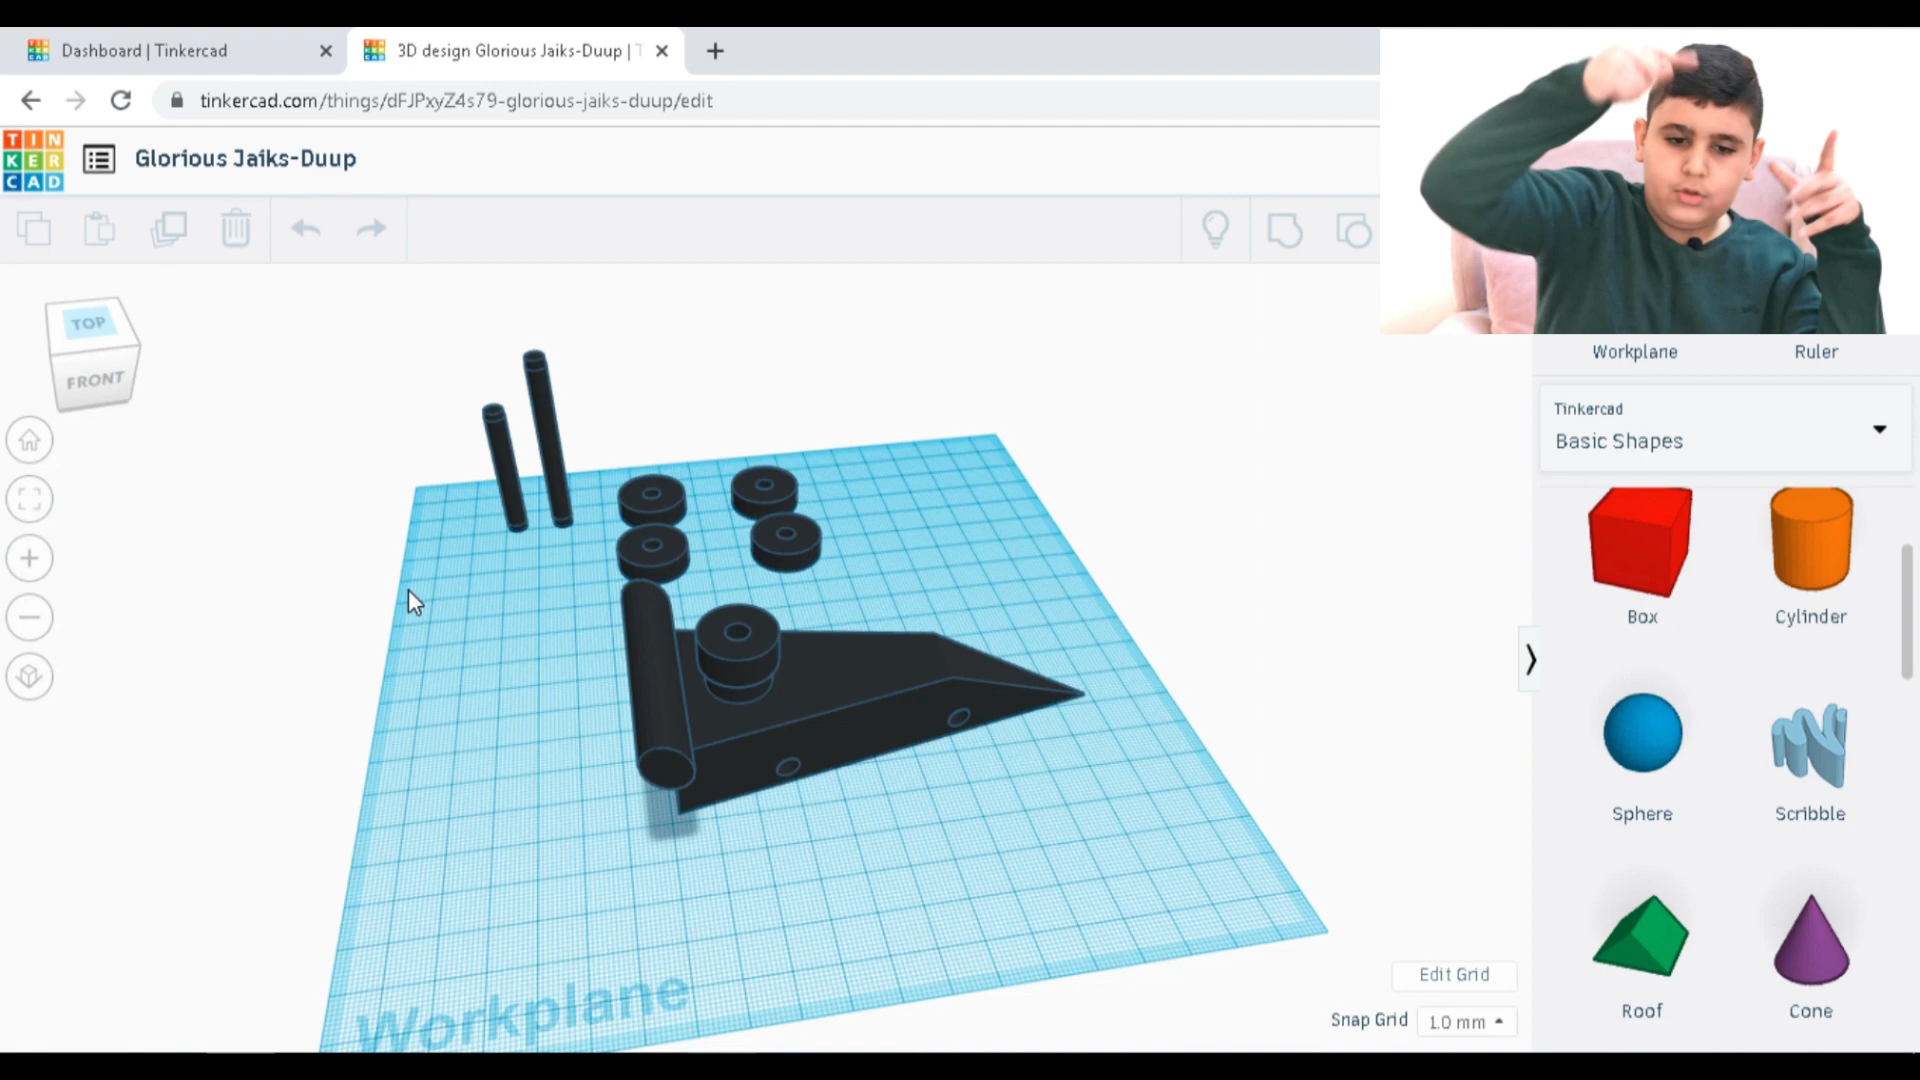 Dashboard | Tinkercad
3D design Glorious Jaiks-Duup | T
tinkercad.com/things/dFJPxyZ4s79-glorious-jaiks-duup/edit
TIN
KER
CAD
Glorious Jaiks-Duup
TOP
FRONT
Workplane
Ruler
Tinkercad
Basic Shapes
Box
Cylinder
Sphere
Scribble
Roof
Cone
Workplane
Edit Grid
Snap Grid
1.0 mm